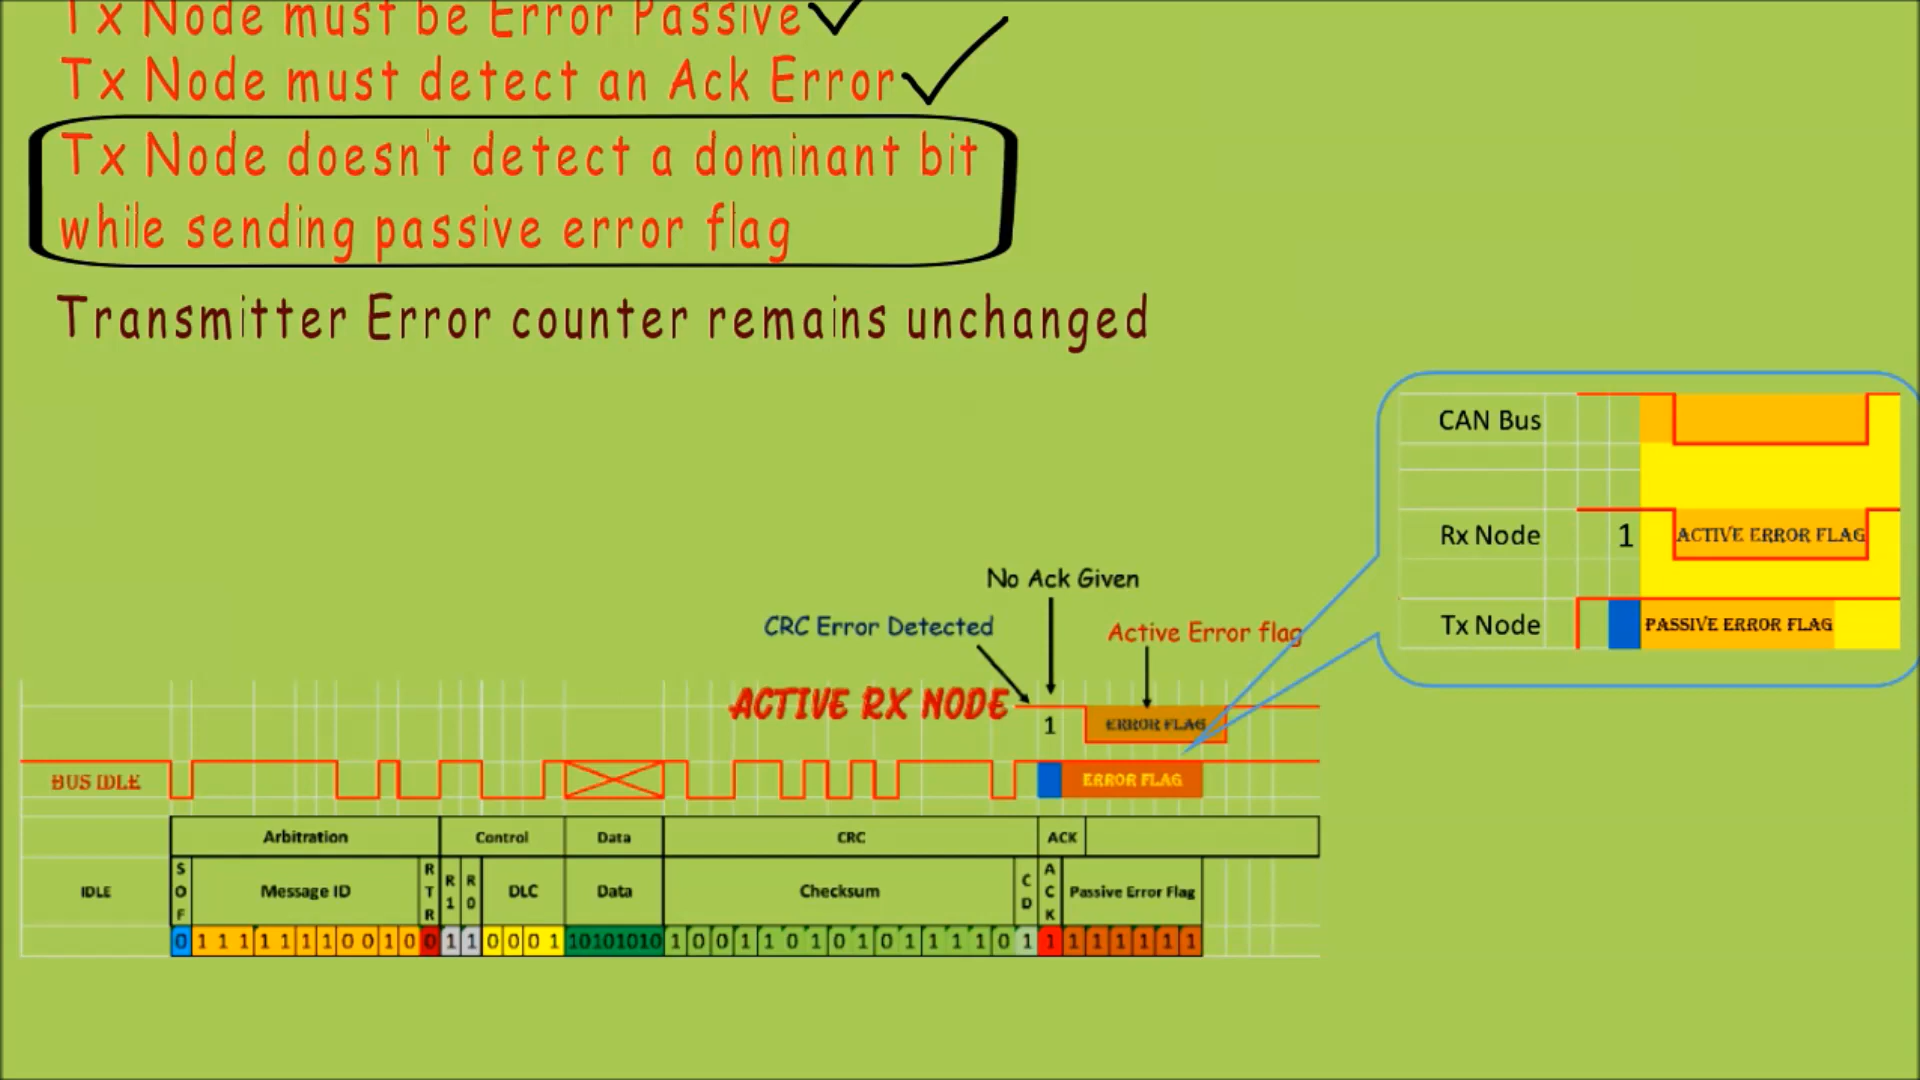 Tx Node must be Error Passive
Tx Node must detect an Ack Error
Tx Node doesn't detect a dominant bit
while sending passive error flag
Transmitter Error counter remains unchanged
CAN Bus
Rx Node 1 ACTIVE ERROR FLAG
Tx Node PASSIVE ERROR FLAG
No Ack Given
CRC Error Detected
Active Error flag
ACTIVE RX NODE
1 ERROR FLAG
BUS IDLE
ERROR FLAG
Arbitration Control Data CRC ACK
IDLE SOF Message ID RTR R1 R0 DLC Data Checksum CD ACK Passive Error Flag
0 1 1 1 1 1 1 1 0 0 1 0 0 1 1 0 0 0 1 10101010 1 0 0 1 1 0 1 0 1 0 1 1 1 1 0 1 1 1 1 1 1 1 1